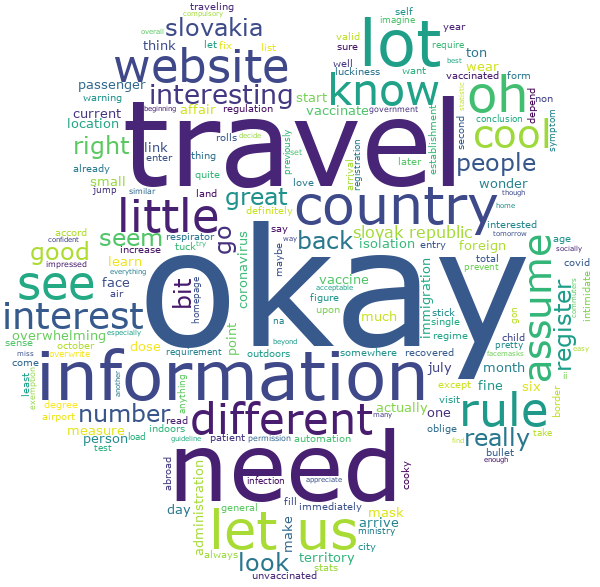 compulsory
traveling
self
imagine
overall
slovakia
let
fix
list
valid
require
year
think
sure
best
website
lot
well
want
ton
wear
luckiness
vaccinated
form
passenger
interesting
start
know
oh
depend
non
warning
affair
vaccinate
statistic
current
regulation
beginning
government
conclusion
symptom
location
travel
second
link
rolls
decide
previously
set
establishment
cool
right
enter
thing
arrival
registration
already
quite
later
people
small
jump
similar
land
love
though
great
country
wonder
little
definitely
home
seem
accord
respirator
say
slovak republic
interested
tomorrow
confident
go
increase
tuck
try
way
back
isolation
entry
foreign
good
impressed
maybe
total
age
socially
learn
everything
coronavirus
acceptable
vaccine
prevent
covid
see
face
bit
homepage
figure
immigration
assume
intimidate
air
upon
stick
commuters
interest
okay
much
single
register
overwhelming
point
na
regime
gon
sense
october
especially
requirement
outdoors
somewhere
recovered
child
pretty
come
miss
overwrite
dose
beyond
facemasks
easy
least
information
july
month
exemptions
another
except
fine
six
degree
anything
many
visit
border
number
different
actually
one
rule
airport
read
oblige
take
measure
indoors
really
person
load
patient
permission
automation
bullet
find
test
guideline
need
enough
abroad
infection
appreciate
cooky
administration
fill
immediately
mask
day
general
let us
make
arrive
always
ministry
look
territory
city
stats
unvaccinated